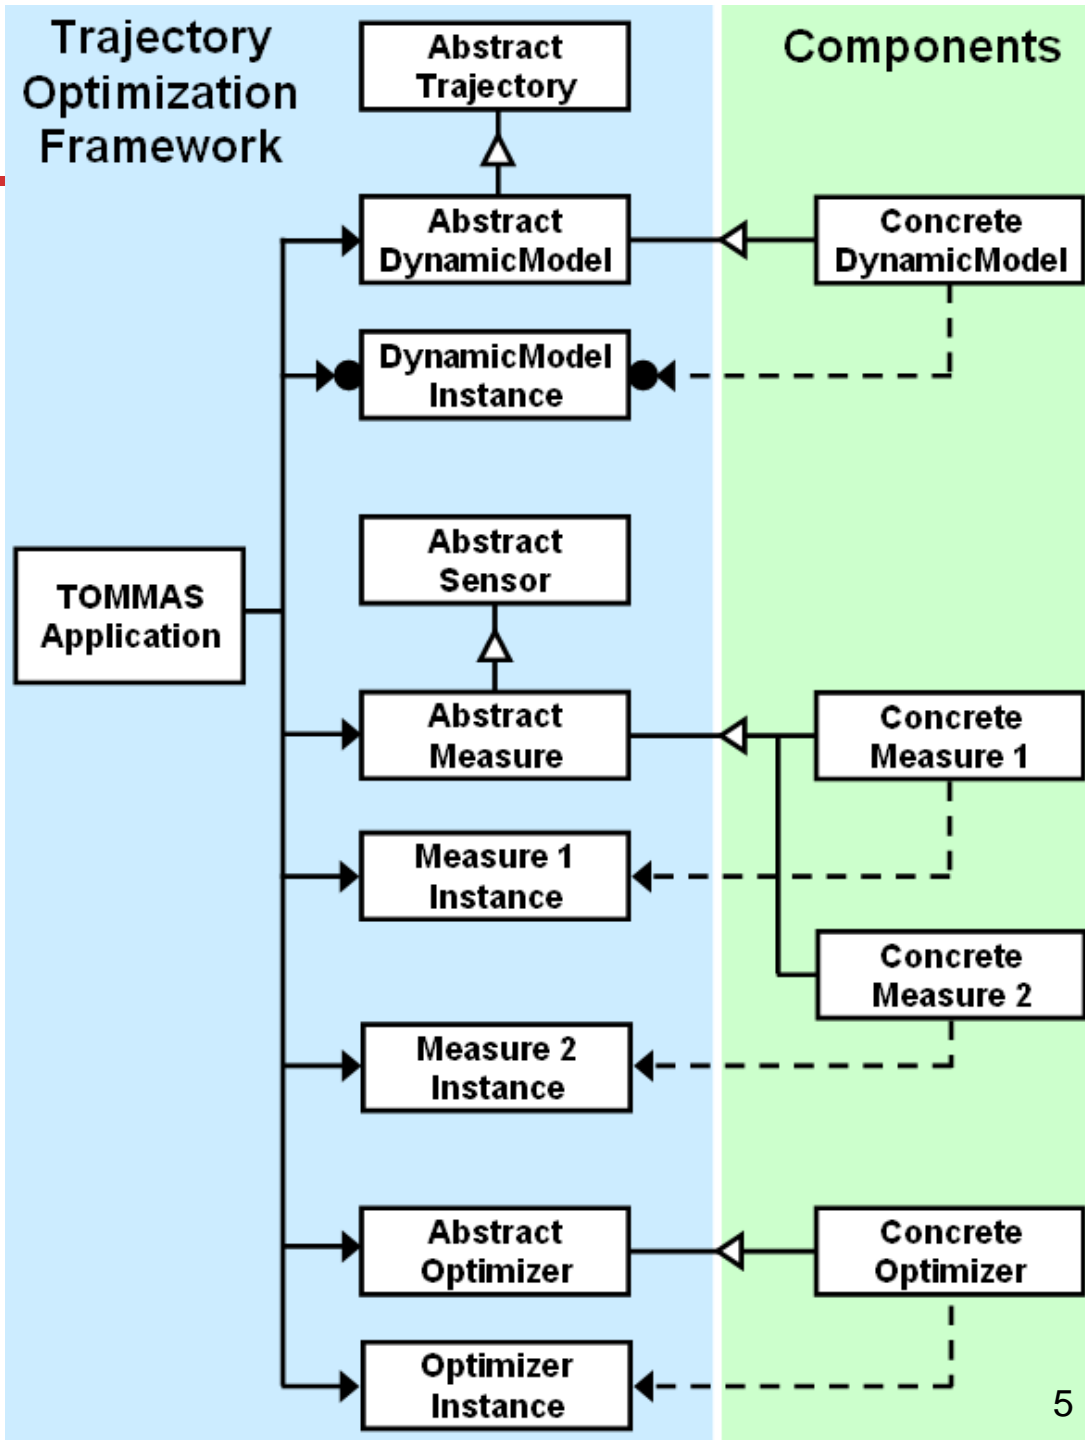 Trajectory
Optimization
Framework
Components
Abstract
Trajectory
Abstract
DynamicModel
Concrete
DynamicModel
DynamicModel
Instance
Abstract
Sensor
TOMMAS
Application
Abstract
Measure
Concrete
Measure 1
Measure 1
Instance
Concrete
Measure 2
Measure 2
Instance
Abstract
Optimizer
Concrete
Optimizer
Optimizer
Instance
5